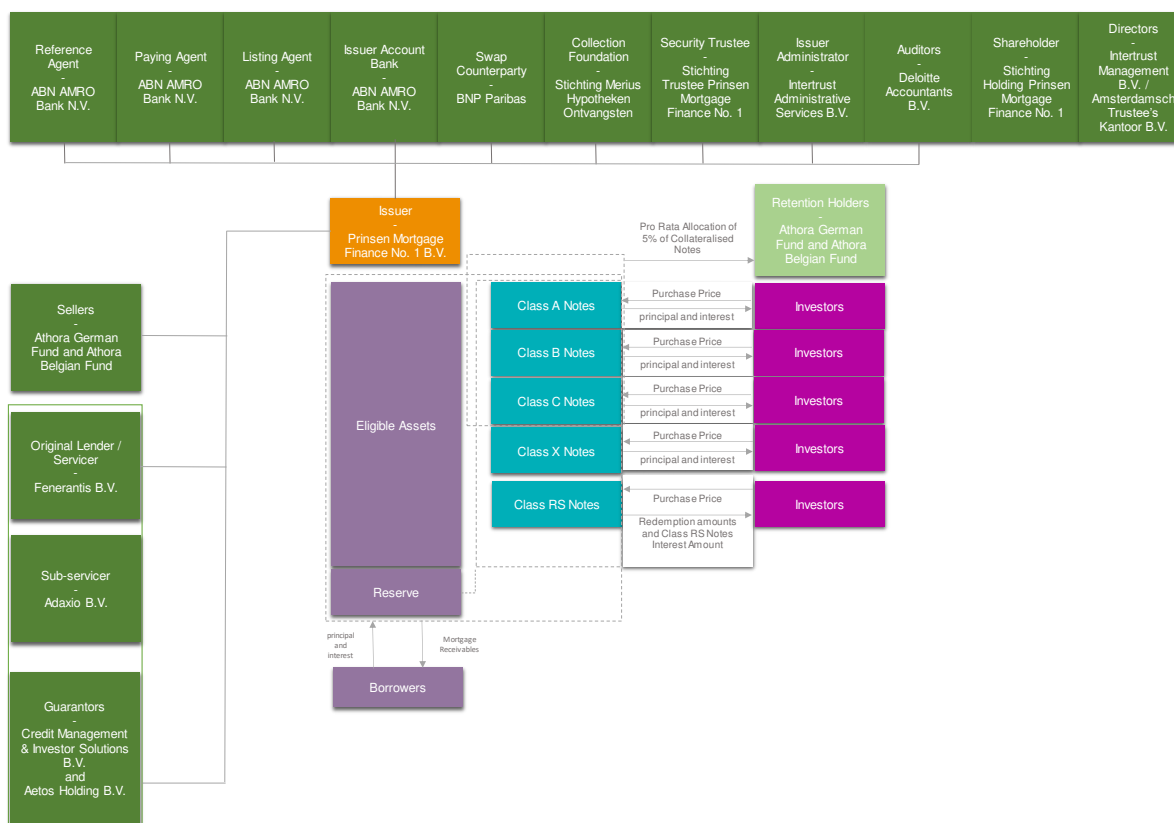 Reference
Agent
-
ABN AMRO
Bank N.V.
Paying Agent
-
ABN AMRO
Bank N.V.
Listing Agent
-
ABN AMRO
Bank N.V.
Issuer Account
Bank
-
ABN AMRO
Bank N.V.
Swap
Counterparty
-
BNP Paribas
Collection
Foundation
-
Stichting Merius
Hypotheken
Ontvangsten
Security Trustee
-
Stichting
Trustee Prinsen
Mortgage
Finance No. 1
Issuer
Administrator
-
Intertrust
Administrative
Services B.V.
Auditors
-
Deloitte
Accountants
B.V.
Shareholder
-
Stichting
Holding Prinsen
Mortgage
Finance No. 1
Directors
-
Intertrust
Management
B.V. /
Amsterdamsch
Trustee's
Kantoor B.V.
Issuer
-
Prinsen Mortgage
Finance No. 1 B.V.
Pro Rata Allocation of
5% of Collateralised
Notes
Retention Holders
-
Athora German
Fund and Athora
Belgian Fund
Sellers
-
Athora German
Fund and Athora
Belgian Fund
Original Lender /
Servicer
-
Fenerantis B.V.
Sub-servicer
-
Adaxio B.V.
Guarantors
-
Credit Management
& Investor Solutions
B.V.
and
Aetos Holding B.V.
Eligible Assets
Reserve
principal
and
interest
Mortgage
Receivables
Borrowers
Class A Notes
Purchase Price
principal and interest
Investors
Class B Notes
Purchase Price
principal and interest
Investors
Class C Notes
Purchase Price
principal and interest
Investors
Class X Notes
Purchase Price
principal and interest
Investors
Class RS Notes
Purchase Price
Redemption amounts
and Class RS Notes
Interest Amount
Investors